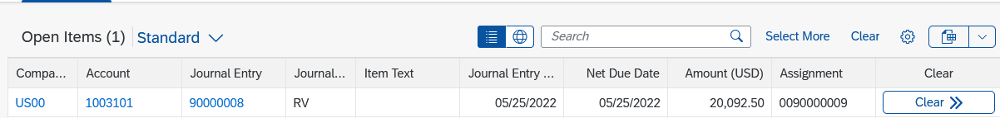 Open Items (1) Standard Search Select More Clear
Compa... Account Journal Entry Journal... Item Text Journal Entry ... Net Due Date Amount (USD) Assignment Clear
US00 1003101 90000008 RV 05/25/2022 05/25/2022 20,092.50 0090000009 Clear